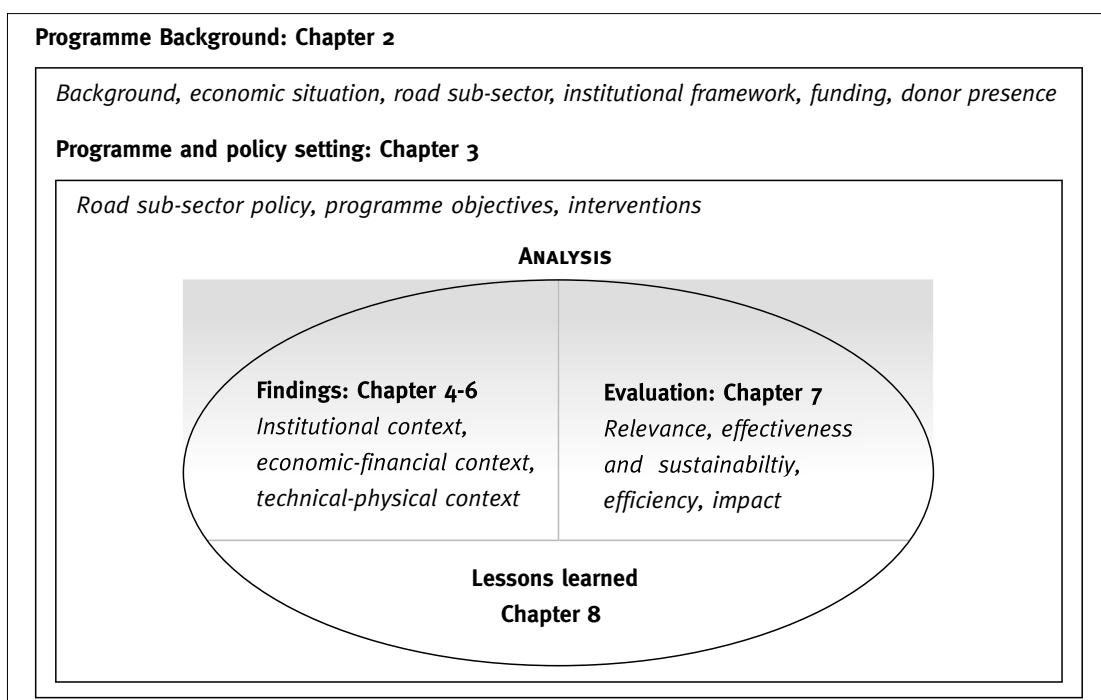 Programme Background: Chapter 2
Background, economic situation, road sub-sector, institutional framework, funding, donor presence
Programme and policy setting: Chapter 3
Road sub-sector policy, programme objectives, interventions
ANALYSIS
Findings: Chapter 4-6
Institutional context,
economic-financial context,
technical-physical context
Evaluation: Chapter 7
Relevance, effectiveness
and sustainabiltiy,
efficiency, impact
Lessons learned
Chapter 8